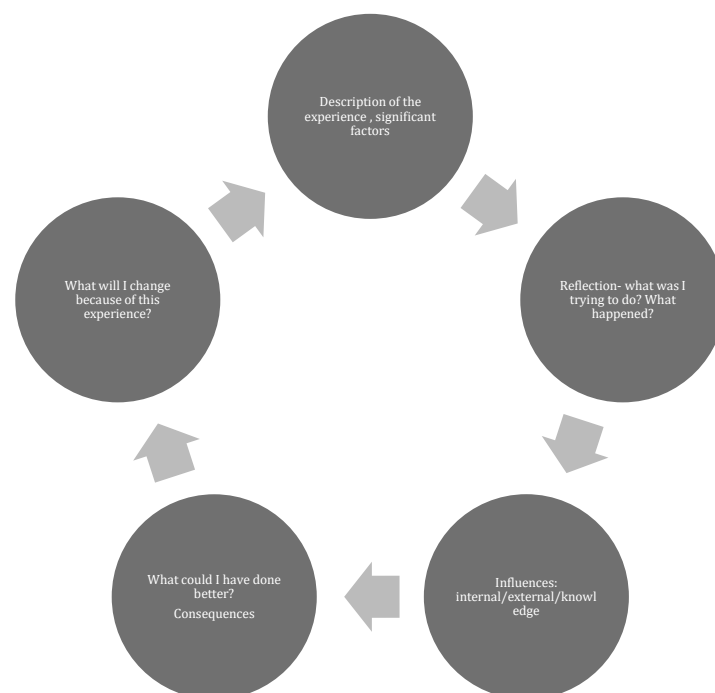 Description of the
experience , significant
factors
Reflection- what was I
trying to do? What
happened?
Influences:
internal/external/knowl
edge
What could I have done
better?
Consequences
What will I change
because of this
experience?